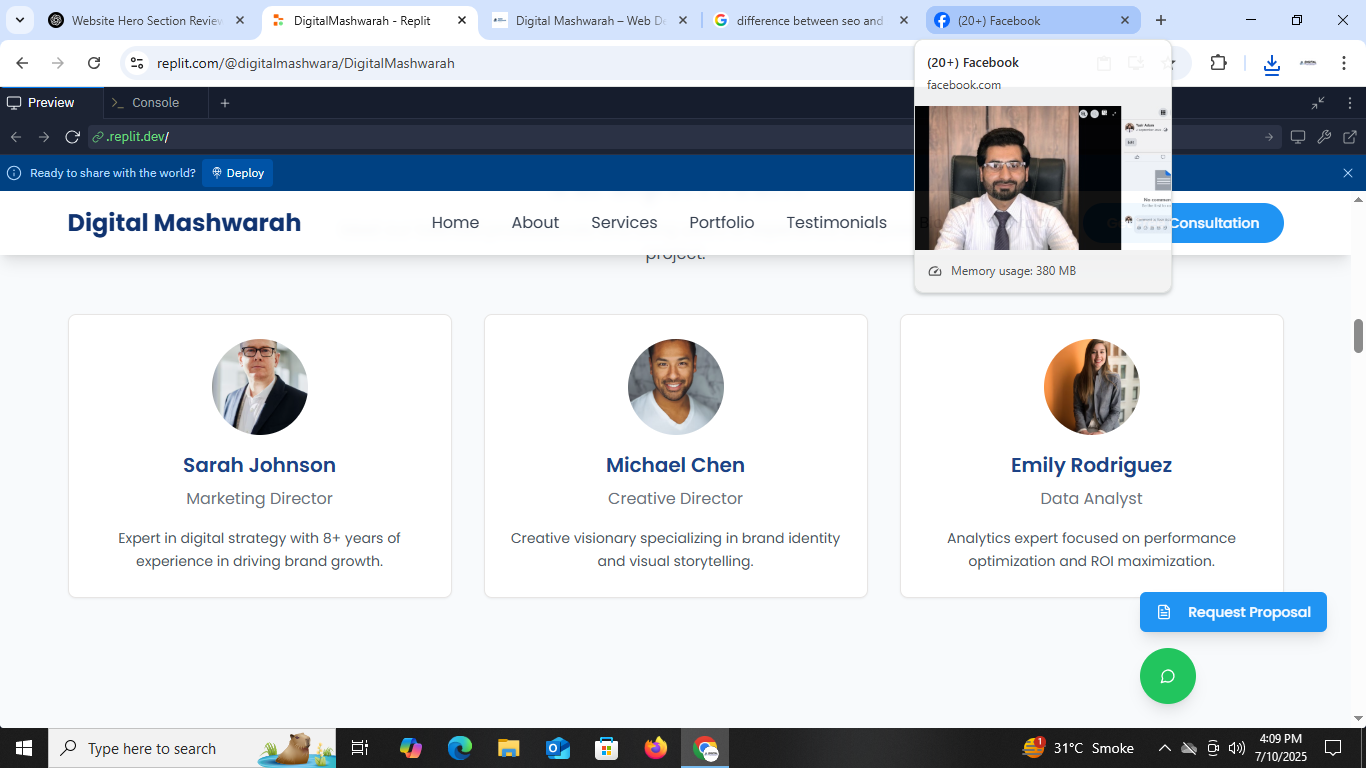 Website Hero Section Review
DigitalMashwarah - Replit
Digital Mashwarah – Web De
difference between seo and
(20+) Facebook
replit.com/@digitalmashwara/DigitalMashwarah
(20+) Facebook
facebook.com
Memory usage: 380 MB
Preview
Console
.replit.dev/
Ready to share with the world?
Deploy
Digital Mashwarah
Home
About
Services
Portfolio
Testimonials
Consultation
project.
Sarah Johnson
Marketing Director
Expert in digital strategy with 8+ years of
experience in driving brand growth.
Michael Chen
Creative Director
Creative visionary specializing in brand identity
and visual storytelling.
Emily Rodriguez
Data Analyst
Analytics expert focused on performance
optimization and ROI maximization.
Request Proposal
Type here to search
1
31°C Smoke
4:09 PM
7/10/2025